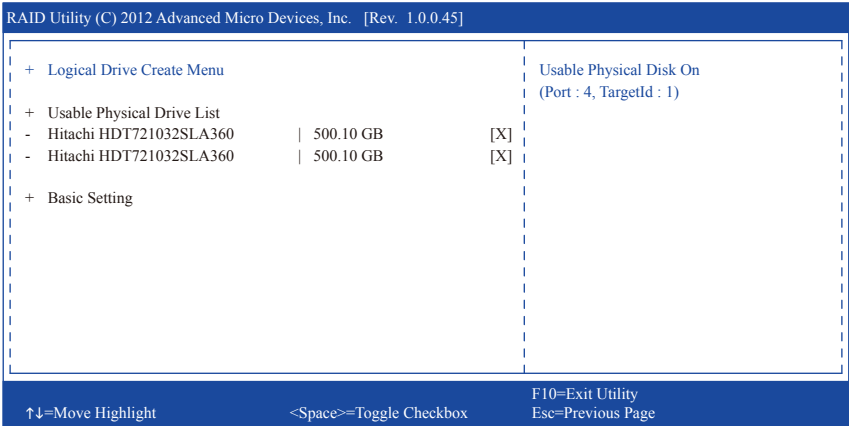 RAID Utility (C) 2012 Advanced Micro Devices, Inc. [Rev. 1.0.0.45]
+ Logical Drive Create Menu
+ Usable Physical Drive List
- Hitachi HDT721032SLA360 | 500.10 GB [X]
- Hitachi HDT721032SLA360 | 500.10 GB [X]
+ Basic Setting
Usable Physical Disk On
(Port : 4, TargetId : 1)
↑↓=Move Highlight <Space>=Toggle Checkbox
F10=Exit Utility
Esc=Previous Page